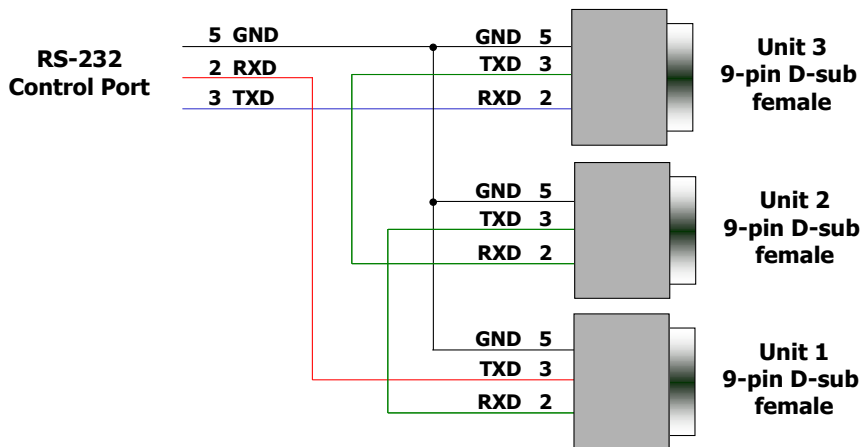 RS-232
Control Port
5 GND
2 RXD
3 TXD
GND 5
TXD 3
RXD 2
Unit 3
9-pin D-sub
female
GND 5
TXD 3
RXD 2
Unit 2
9-pin D-sub
female
GND 5
TXD 3
RXD 2
Unit 1
9-pin D-sub
female